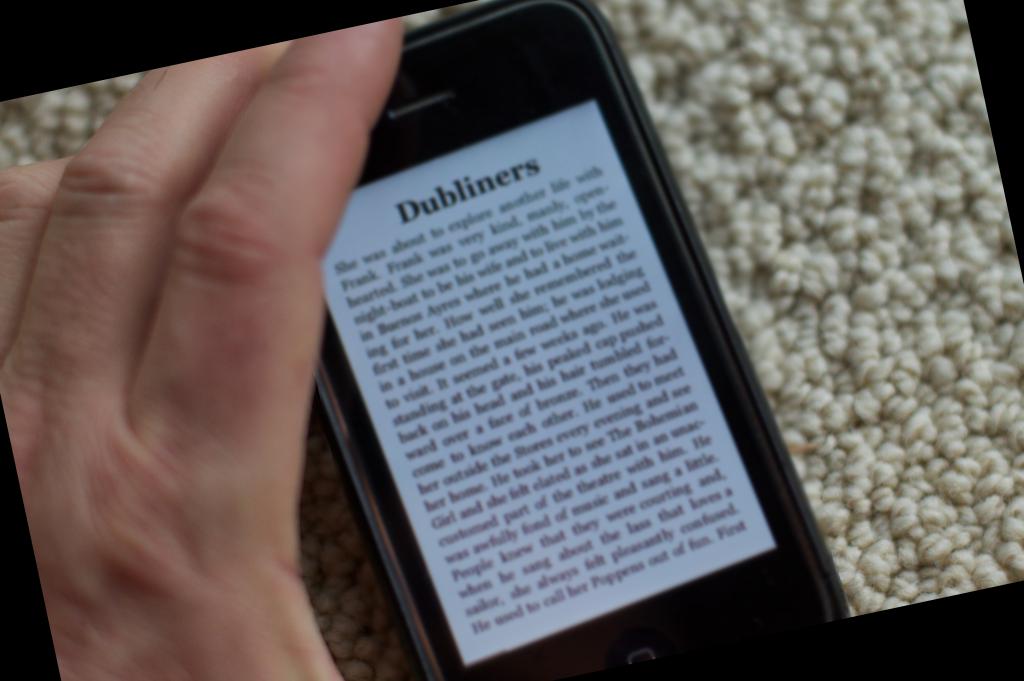 Dubliners
She was about to explore another life with
Frank. Frank was very kind, manly, open-
hearted. She was to go away with him by the
night-boat to be his wife and to live with him
in Buenos Ayres where he had a home wait-
ing for her. How well she remembered the
first time she had seen him; he was lodging
in a house on the main road where she used
to visit. It seemed a few weeks ago. He was
standing at the gate, his peaked cap pushed
back on his head and his hair tumbled for-
ward over a face of bronze. Then they had
come to know each other. He used to meet
her outside the Stores every evening and see
her home. He took her to see The Bohemian
Girl and she felt elated as she sat in an unac-
customed part of the theatre with him. He
was awfully fond of music and sang a little.
People knew that they were courting and,
when he sang about the lass that loves a
sailor, she always felt pleasantly confused.
He used to call her Poppens out of fun. First